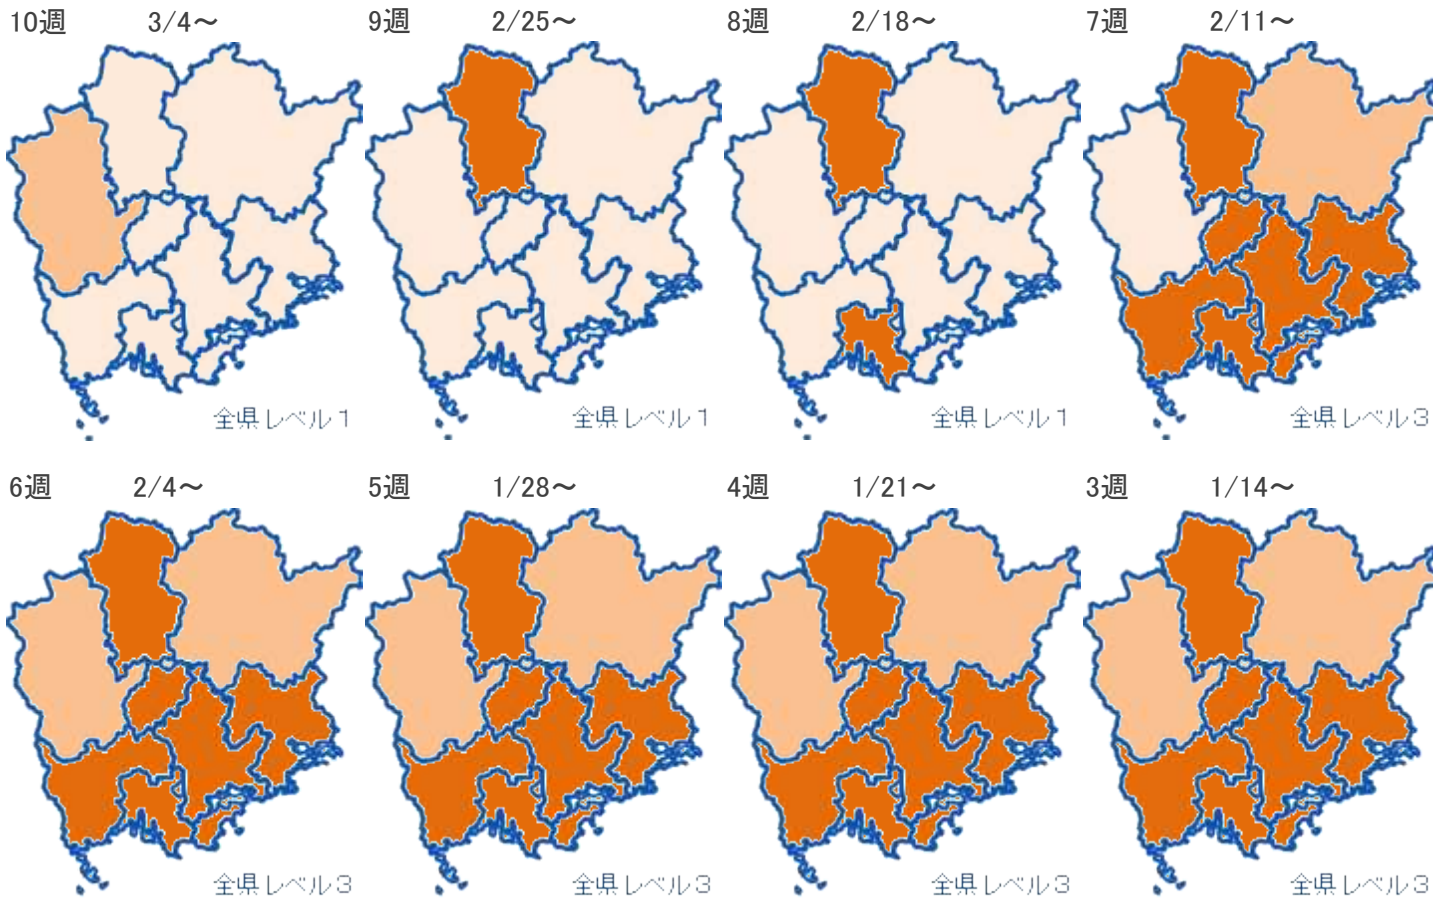 10週 3/4～
9週 2/25～
8週 2/18～
7週 2/11～
全県レベル１
全県レベル１
全県レベル１
全県レベル３
6週 2/4～
5週 1/28～
4週 1/21～
3週 1/14～
全県レベル３
全県レベル３
全県レベル３
全県レベル３